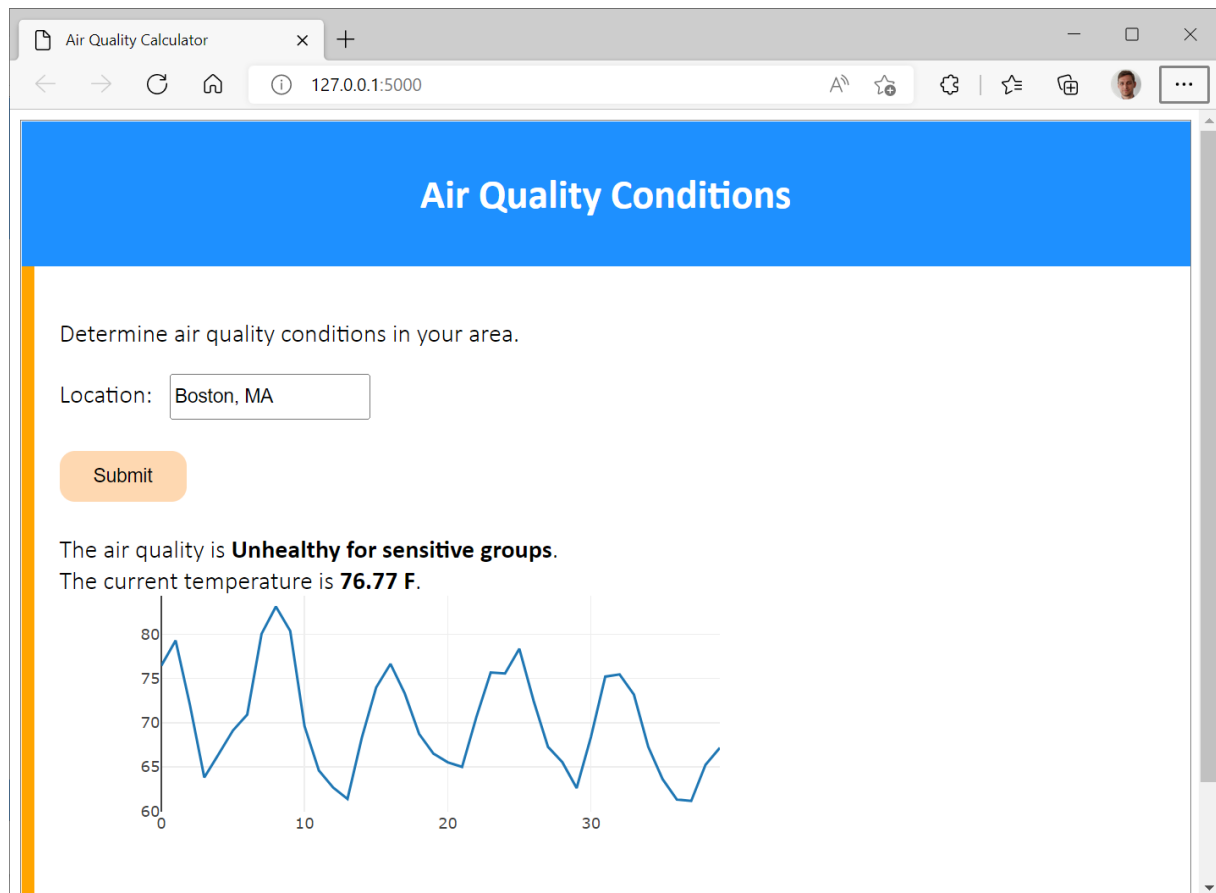 Air Quality Calculator
127.0.0.1:5000
Air Quality Conditions
Determine air quality conditions in your area.
Location: Boston, MA
Submit
The air quality is Unhealthy for sensitive groups.
The current temperature is 76.77 F.
80
75
70
65
60
0 10 20 30